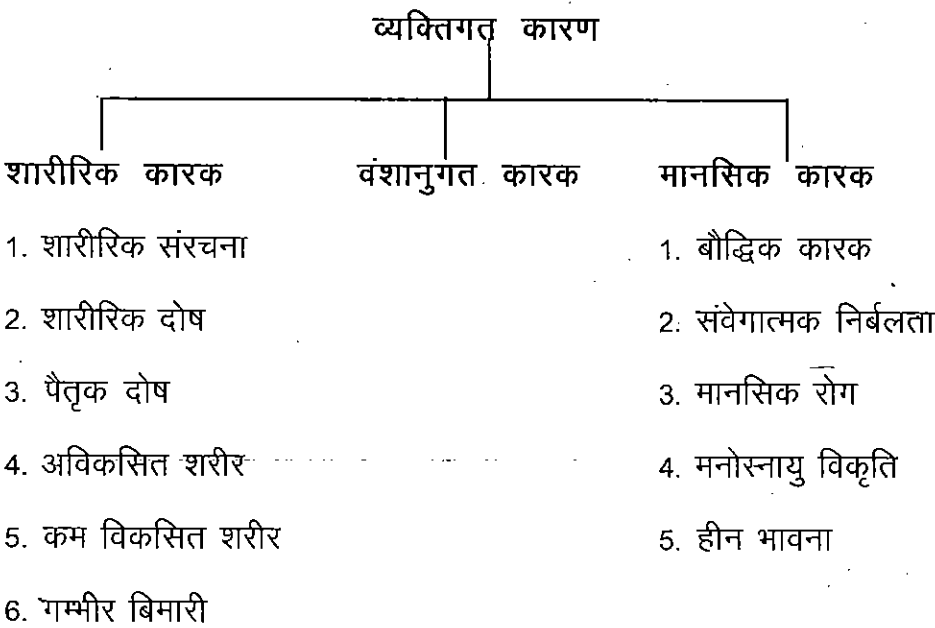 व्यक्तिगत कारण
शारीरिक कारक वंशानुगत कारक मानसिक कारक
1. शारीरिक संरचना 1. बौद्धिक कारक
2. शारीरिक दोष 2. संवेगात्मक निर्बलता
3. पैतृक दोष 3. मानसिक रोग
4. अविकसित शरीर 4. मनोस्नायु विकृति
5. कम विकसित शरीर 5. हीन भावना
6. गम्भीर बिमारी